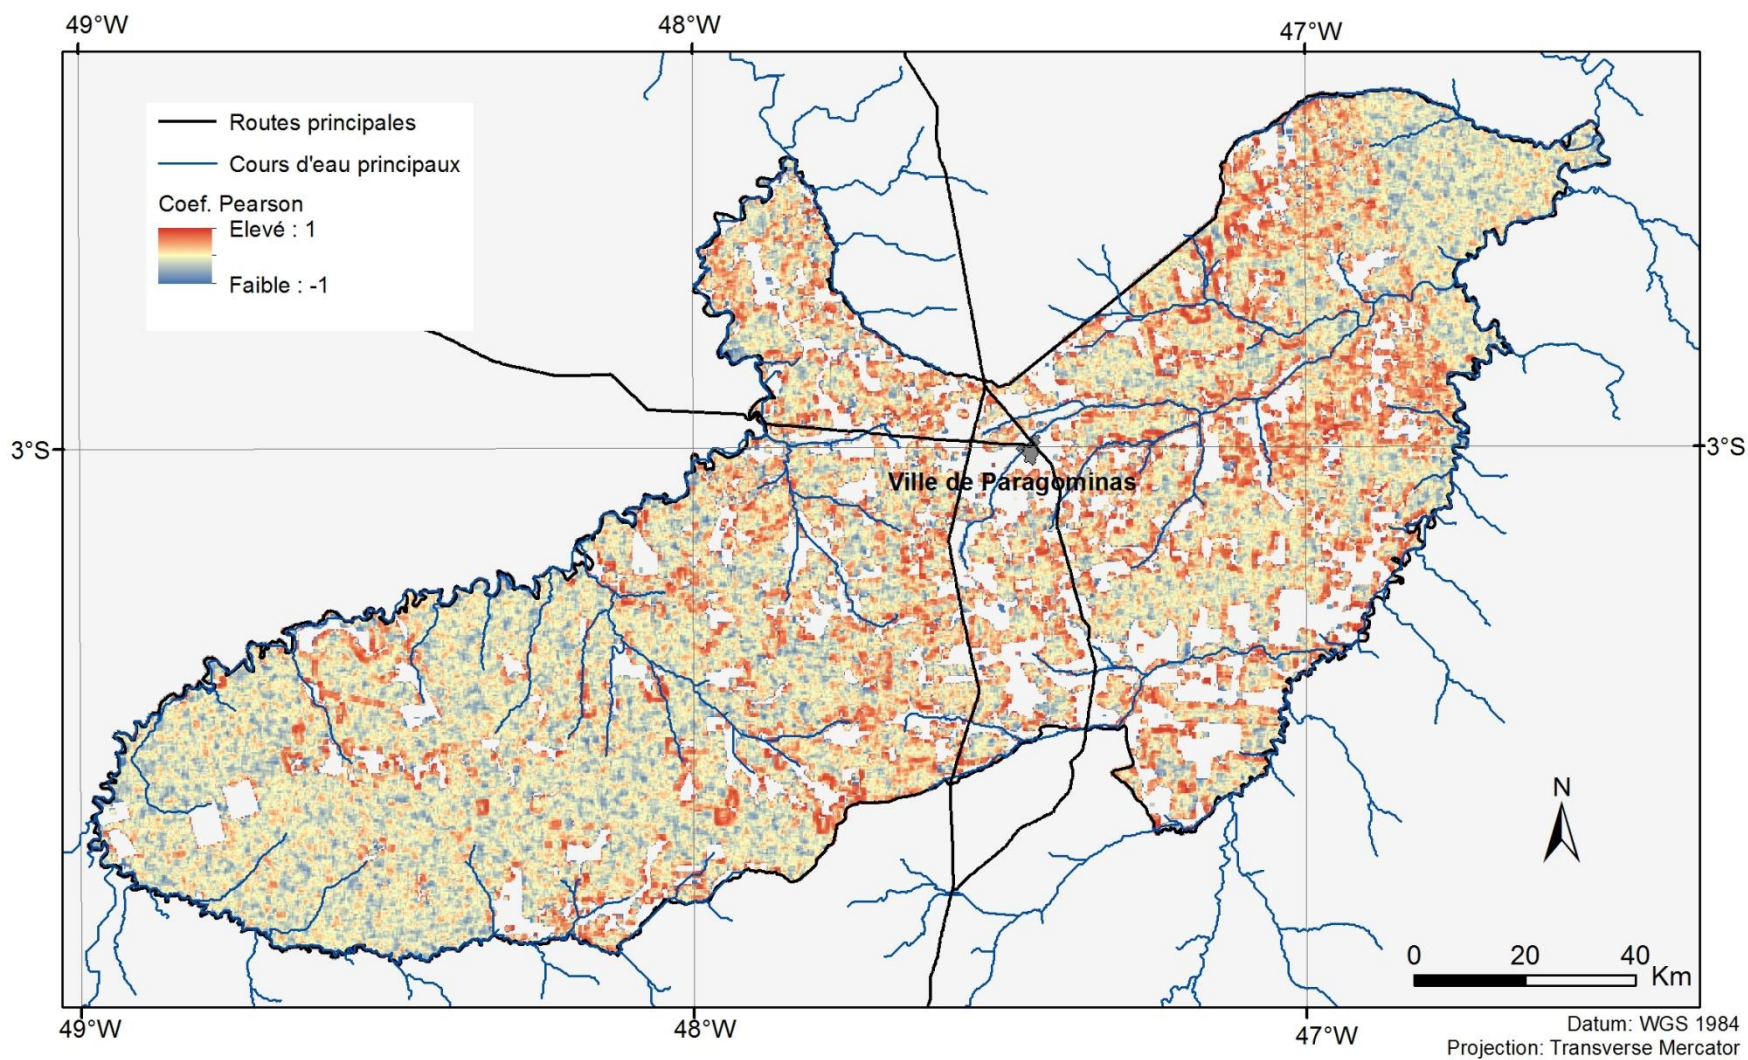 49°W
48°W
47°W
Routes principales
Cours d'eau principaux
Coef. Pearson
Elevé : 1
Faible : -1
3°S
3°S
Ville de Paragominas
N
0 20 40
Km
49°W
48°W
47°W
Datum: WGS 1984
Projection: Transverse Mercator